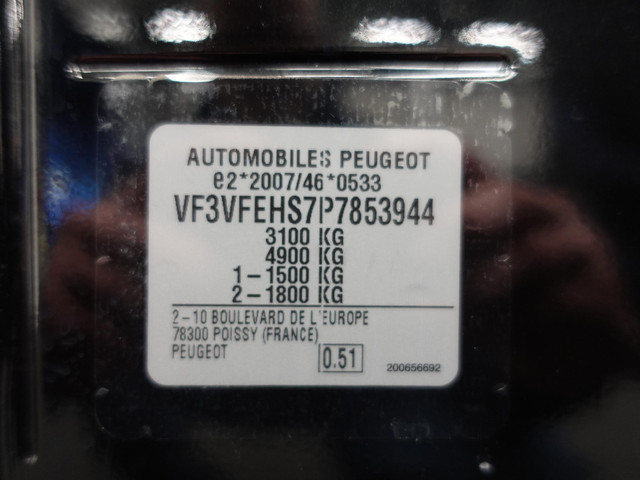 AUTOMOBILES PEUGEOT
e2*2007/46*0533
VF3VFEHS7P7853944
3100 KG
4900 KG
1-1500 KG
2-1800 KG
2-10 BOULEVARD DE L'EUROPE
78300 POISSY (FRANCE)
PEUGEOT
0.51
200656692